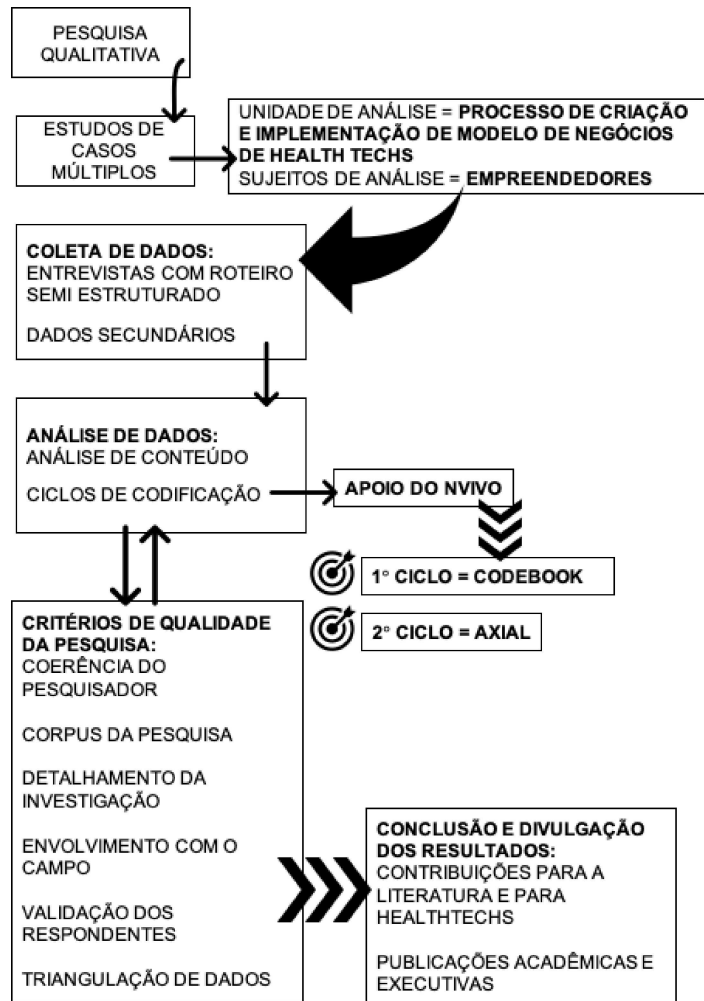 PESQUISA
QUALITATIVA
ESTUDOS DE
CASOS
MÚLTIPLOS
UNIDADE DE ANÁLISE = PROCESSO DE CRIAÇÃO
E IMPLEMENTAÇÃO DE MODELO DE NEGÓCIOS
DE HEALTH TECHS
SUJEITOS DE ANÁLISE = EMPREENDEDORES
COLETA DE DADOS:
ENTREVISTAS COM ROTEIRO
SEMI ESTRUTURADO
DADOS SECUNDÁRIOS
ANÁLISE DE DADOS:
ANÁLISE DE CONTEÚDO
CICLOS DE CODIFICAÇÃO
APOIO DO NVIVO
1° CICLO = CODEBOOK
2° CICLO = AXIAL
CRITÉRIOS DE QUALIDADE
DA PESQUISA:
COERÊNCIA DO
PESQUISADOR
CORPUS DA PESQUISA
DETALHAMENTO DA
INVESTIGAÇÃO
ENVOLVIMENTO COM O
CAMPO
VALIDAÇÃO DOS
RESPONDENTES
TRIANGULAÇÃO DE DADOS
CONCLUSÃO E DIVULGAÇÃO
DOS RESULTADOS:
CONTRIBUIÇÕES PARA A
LITERATURA E PARA
HEALTHTECHS
PUBLICAÇÕES ACADÊMICAS E
EXECUTIVAS